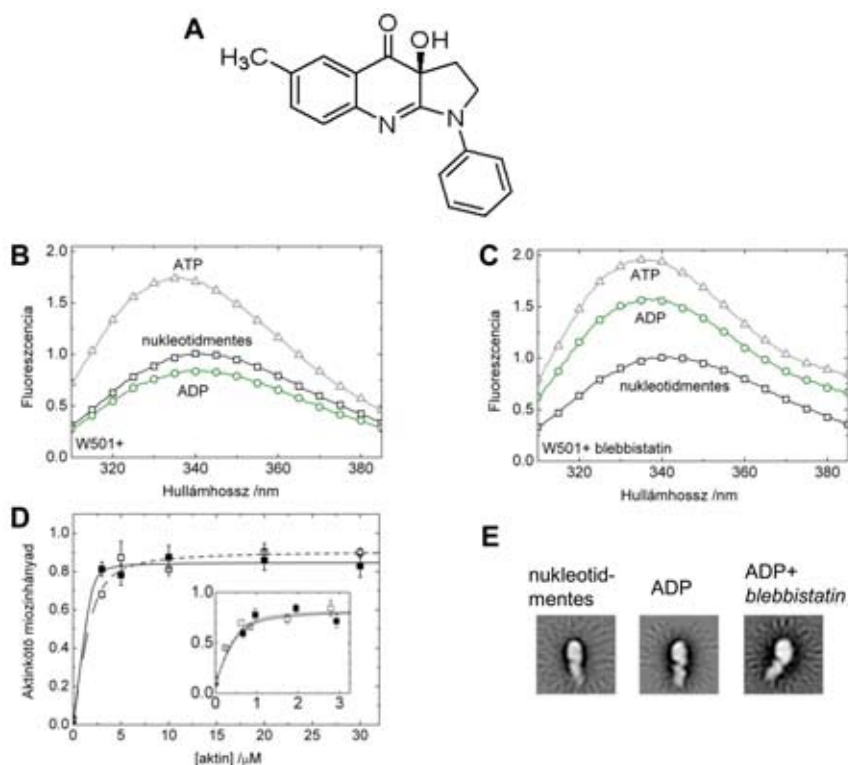 A
O
OH
H₃C
N
N
B
2.0
1.5
1.0
0.5
0.0
Fluoreszcencia
ATP
nukleotidmentes
ADP
W501+
320
340
360
380
Hullámhossz /nm
C
2.0
1.5
1.0
0.5
0.0
Fluoreszcencia
ATP
ADP
nukleotidmentes
W501+ blebbistatin
320
340
360
380
Hullámhossz /nm
D
1.0
0.8
0.6
0.4
0.2
0.0
Aktinkötő miozinhányad
1.0
0.5
0.0
0
1
2
3
0
5
10
15
20
25
30
[aktin] /μM
E
nukleotid-
mentes
ADP
ADP+
blebbistatin